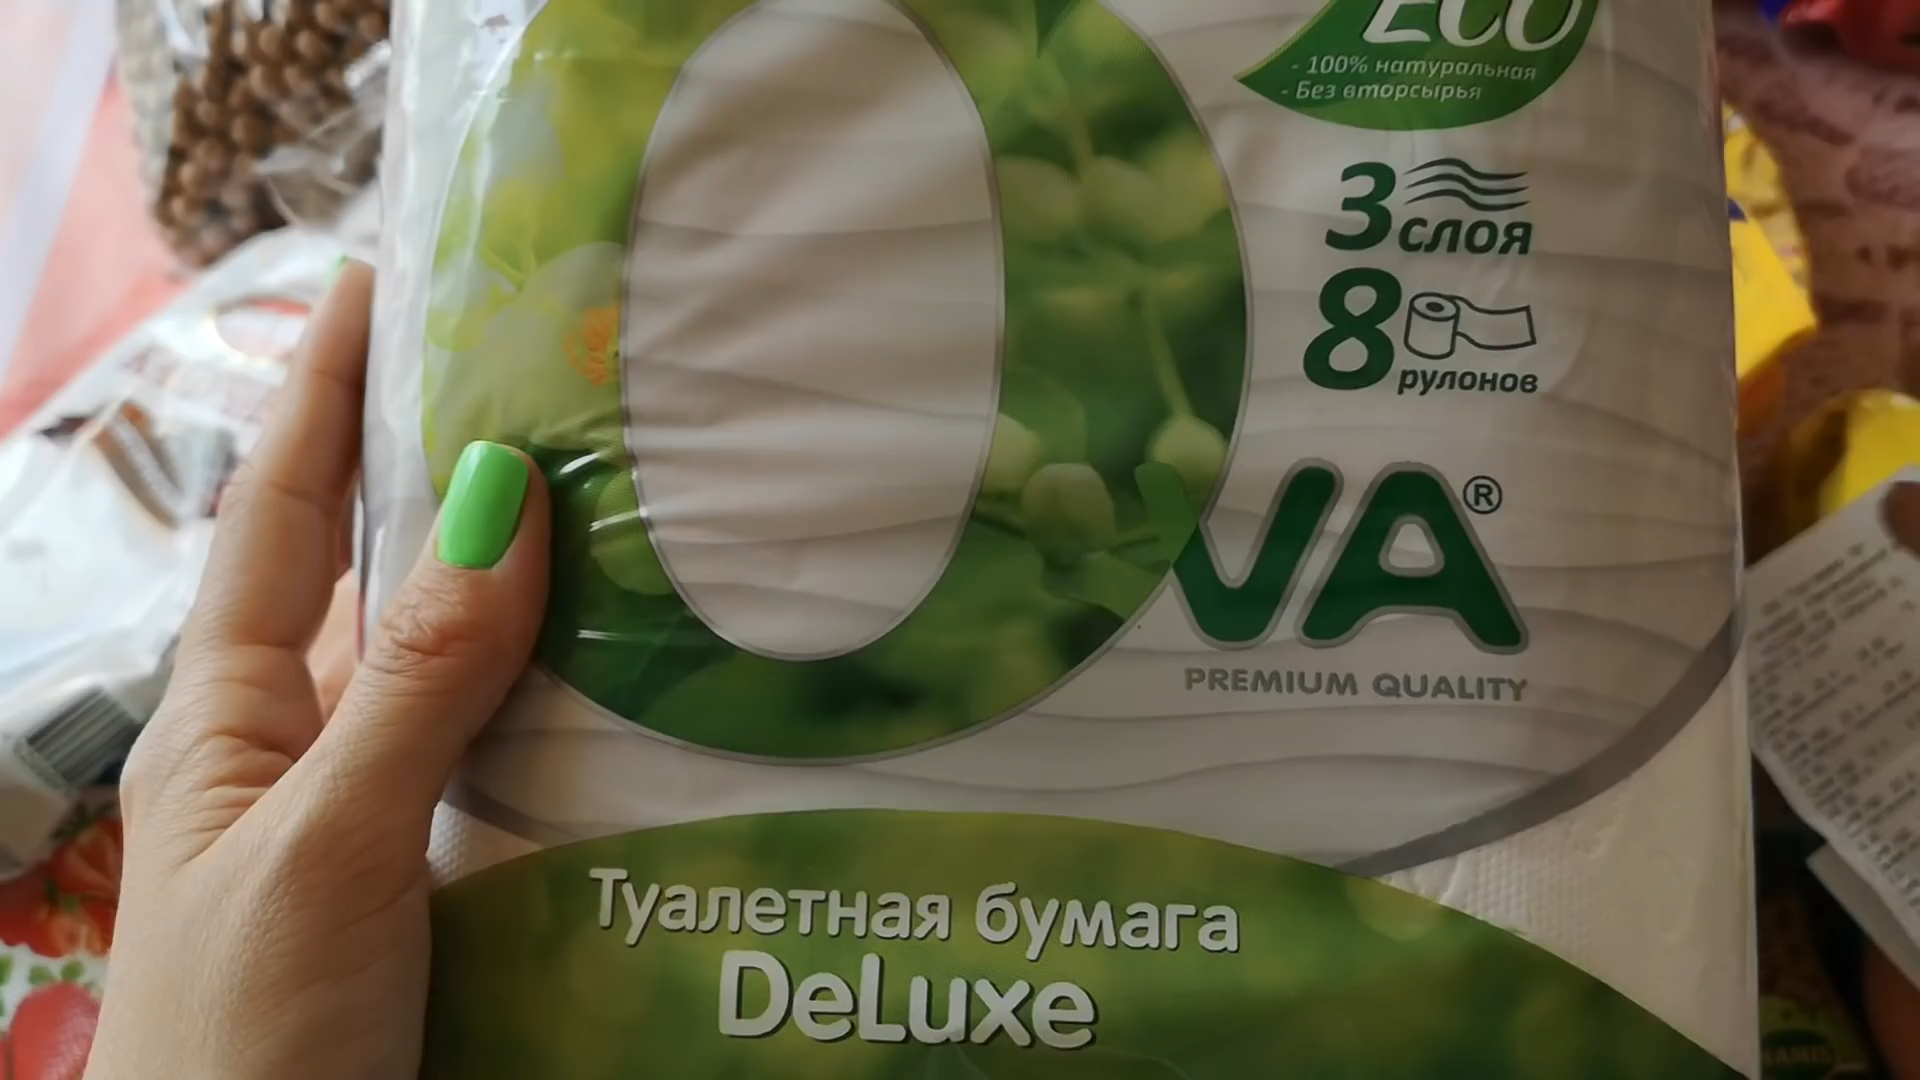 ECO
- 100% натуральная
- Без вторсырья
3 слоя
8 рулонов
OVA®
PREMIUM QUALITY
Туалетная бумага
DeLuxe